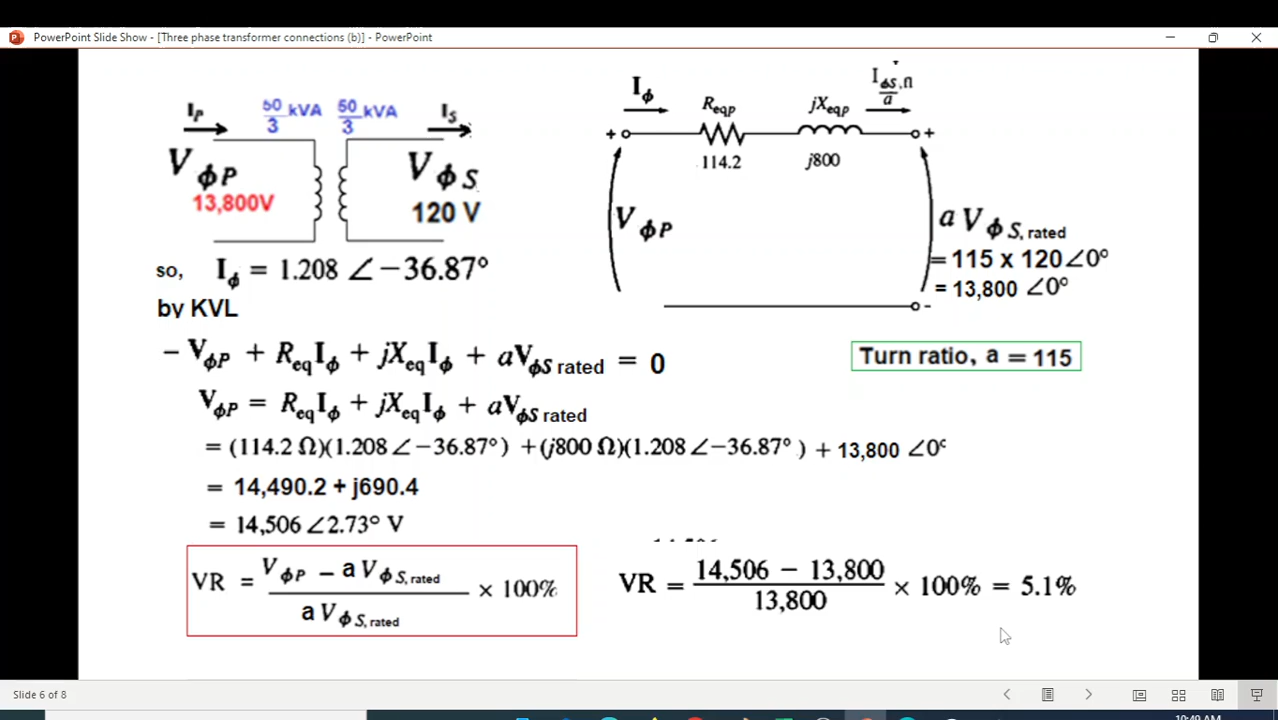 PowerPoint Slide Show - [Three phase transformer connections (b)] - PowerPoint
I_P
50/3 kVA 50/3 kVA
I_S
V_ϕP
13,800V
V_ϕS
120 V
so, I_ϕ = 1.208 ∠−36.87°
I_ϕ
R_eqp
jX_eqp
I_ϕS,n / a
+
+
114.2
j800
V_ϕP
a V_ϕS, rated
= 115 x 120∠0°
= 13,800 ∠0°
-
by KVL
− V_ϕP + R_eq I_ϕ + jX_eq I_ϕ + aV_ϕS rated = 0
Turn ratio, a = 115
V_ϕP = R_eq I_ϕ + jX_eq I_ϕ + aV_ϕS rated
= (114.2 Ω)(1.208 ∠−36.87°) +(j800 Ω)(1.208 ∠−36.87° ) + 13,800 ∠0°
= 14,490.2 + j690.4
= 14,506 ∠2.73° V
VR = (V_ϕP − a V_ϕS, rated) / (a V_ϕS, rated) × 100%
VR = (14,506 − 13,800) / 13,800 × 100% = 5.1%
Slide 6 of 8